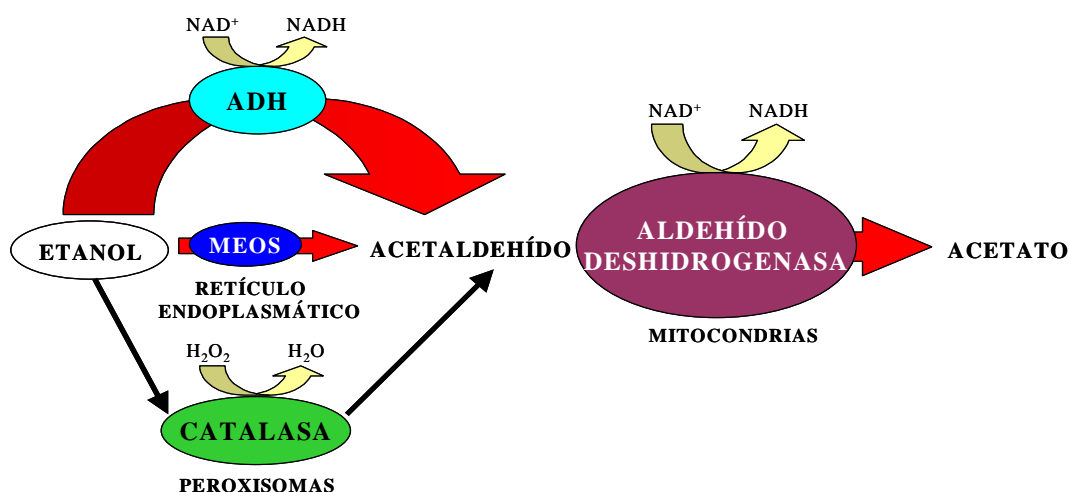 NAD⁺ NADH
ADH
NAD⁺ NADH
ETANOL
MEOS
ACETALDEHÍDO
ALDEHÍDO
DESHIDROGENASA
ACETATO
RETÍCULO
ENDOPLASMÁTICO
MITOCONDRIAS
H₂O₂ H₂O
CATALASA
PEROXISOMAS